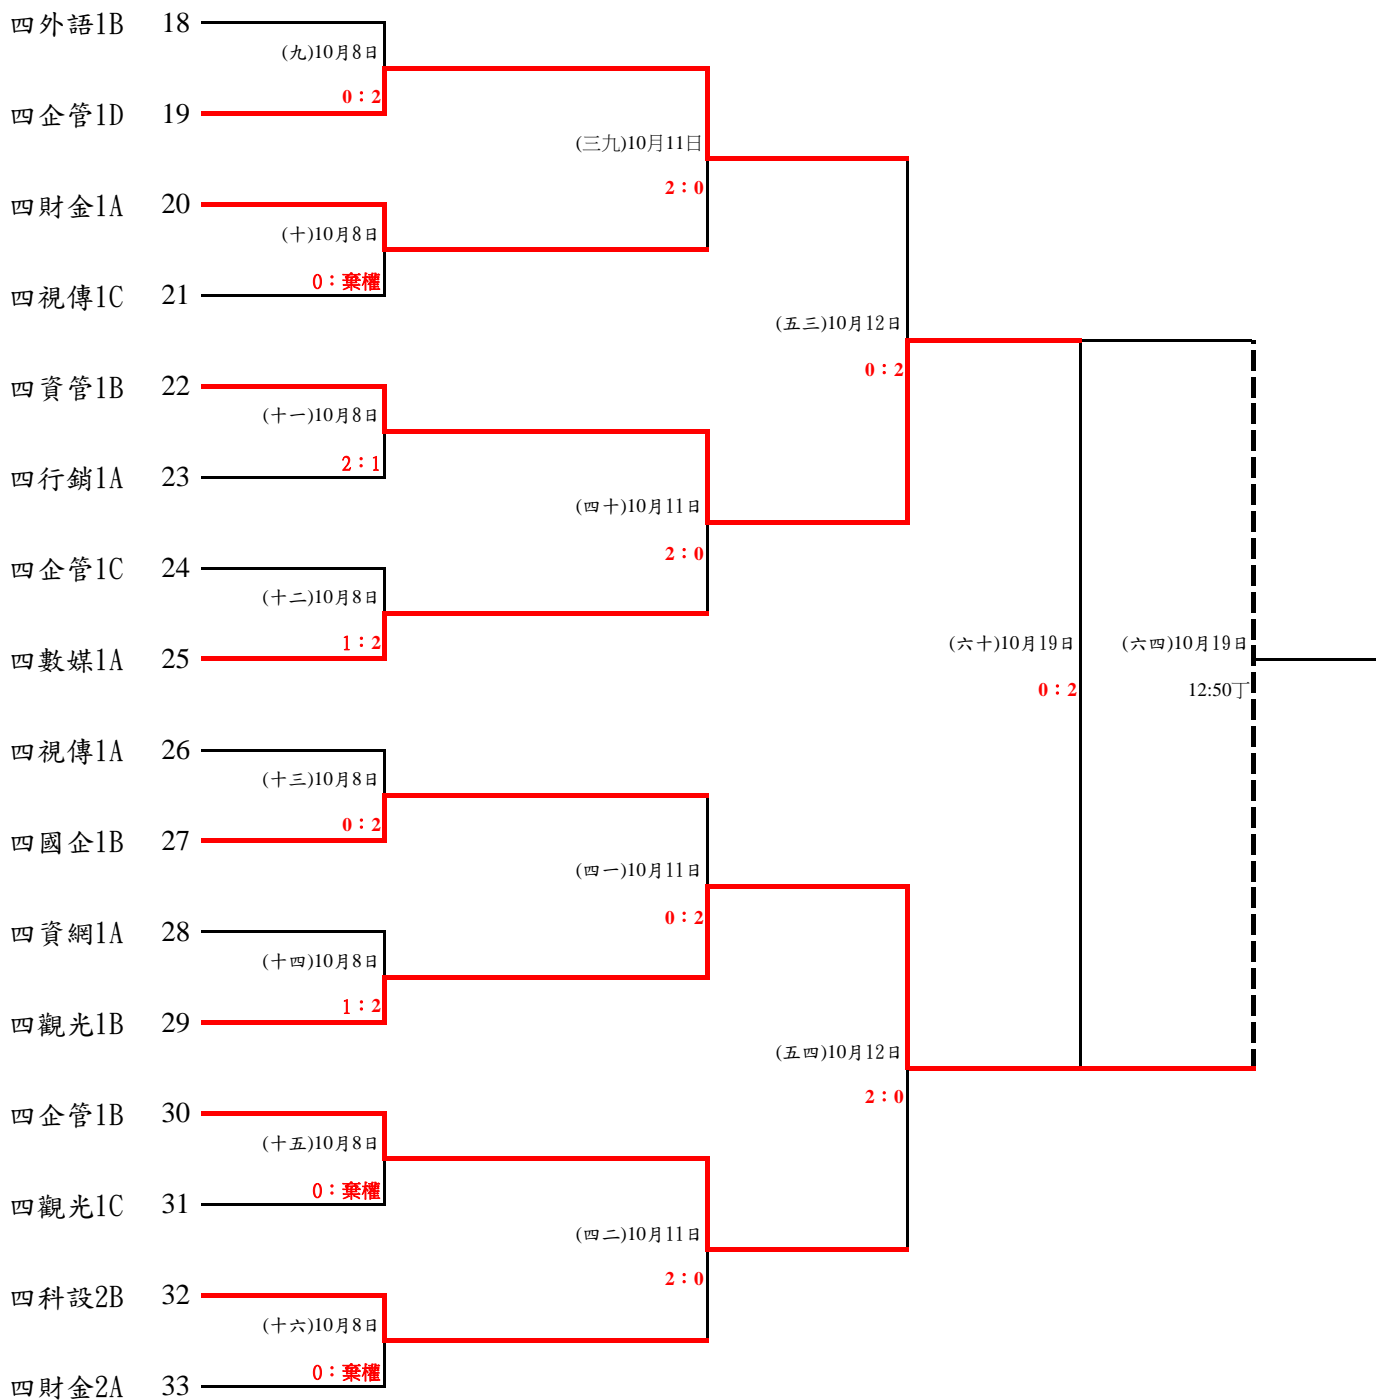 四外語1B 18
(九)10月8日
0：2
四企管1D 19
(三九)10月11日
2：0
四財金1A 20
(十)10月8日
0：棄權
四視傳1C 21
(五三)10月12日
0：2
四資管1B 22
(十一)10月8日
2：1
四行銷1A 23
(四十)10月11日
2：0
四企管1C 24
(十二)10月8日
1：2
四數媒1A 25
(六十)10月19日
0：2
(六四)10月19日
12:50丁
四視傳1A 26
(十三)10月8日
0：2
四國企1B 27
(四一)10月11日
0：2
四資網1A 28
(十四)10月8日
1：2
四觀光1B 29
(五四)10月12日
2：0
四企管1B 30
(十五)10月8日
0：棄權
四觀光1C 31
(四二)10月11日
2：0
四科設2B 32
(十六)10月8日
0：棄權
四財金2A 33